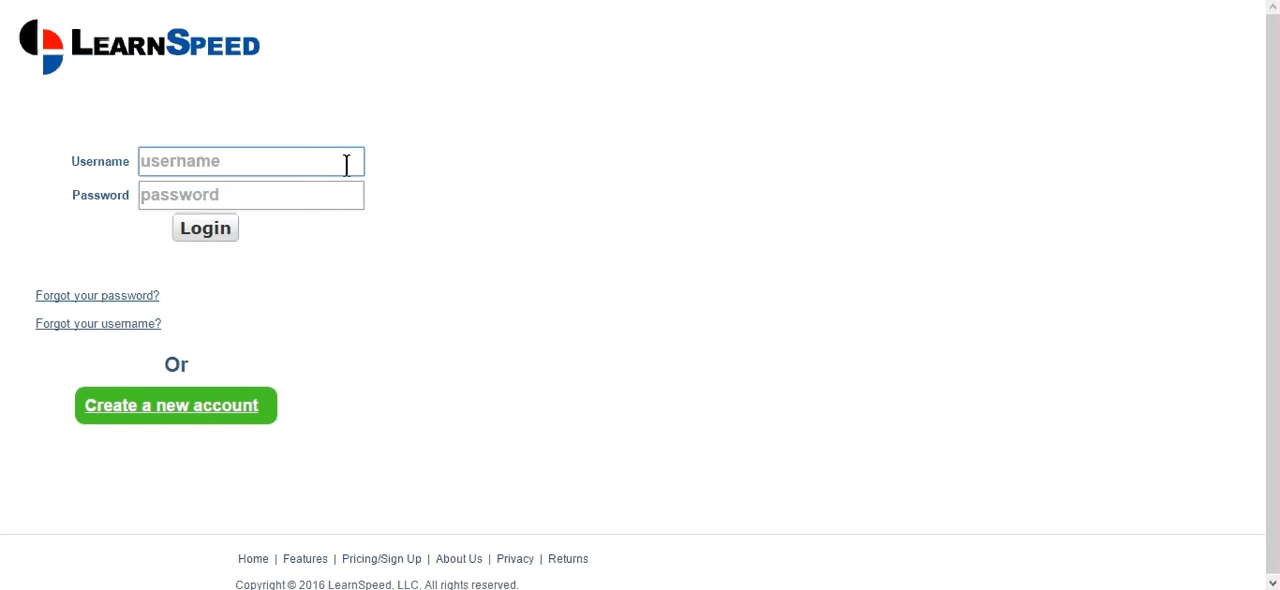 LEARNSPEED
Username username
Password password
Login
Forgot your password?
Forgot your username?
Or
Create a new account
Home | Features | Pricing/Sign Up | About Us | Privacy | Returns
Copyright © 2016 LearnSpeed, LLC. All rights reserved.